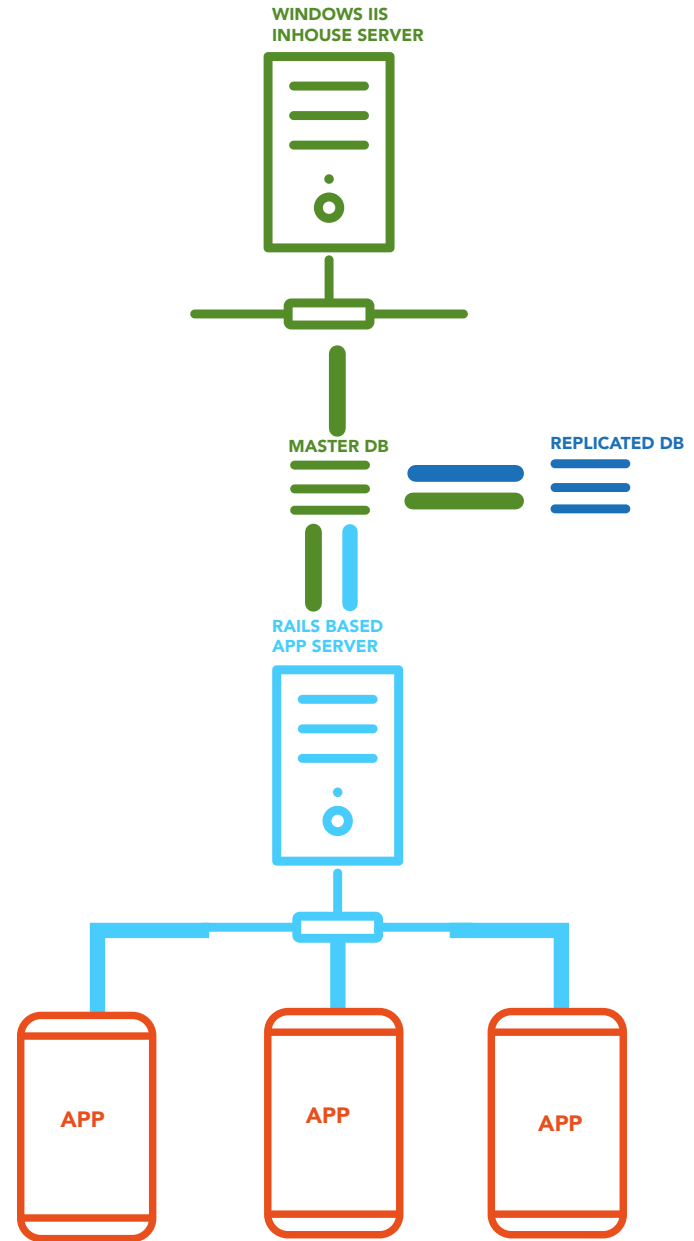 WINDOWS IIS
INHOUSE SERVER
MASTER DB
REPLICATED DB
RAILS BASED
APP SERVER
APP
APP
APP